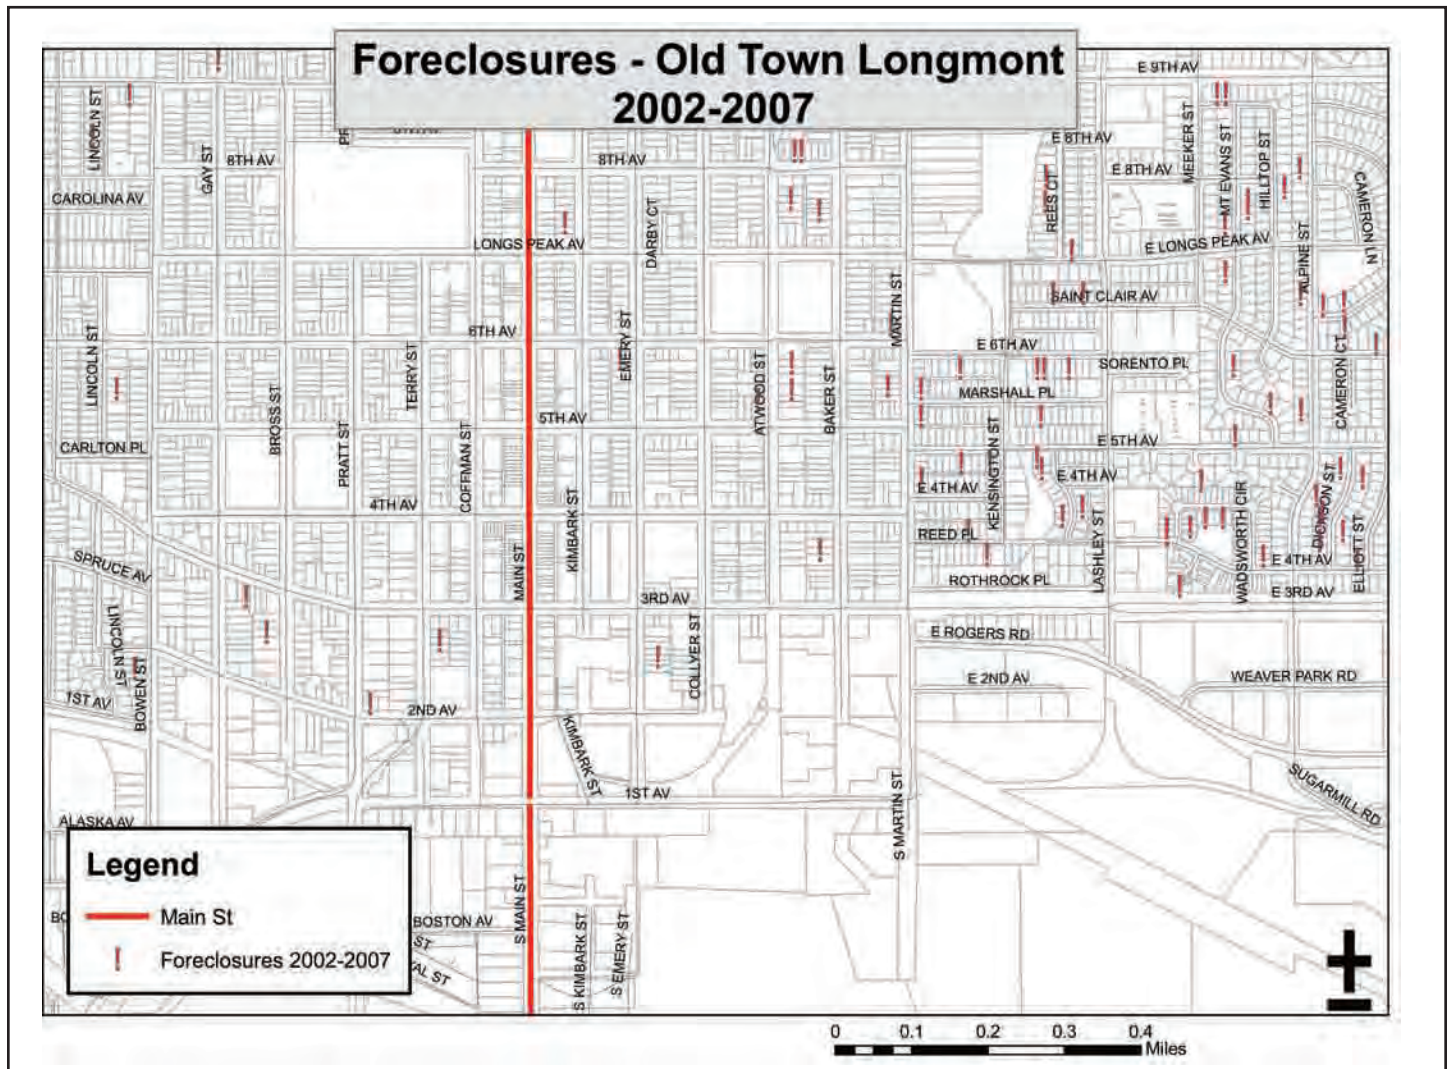 Foreclosures - Old Town Longmont
2002-2007
E 9TH AV
LINCOLN ST
GAY ST
8TH AV
CAROLINA AV
8TH AV
DARBY CT
LONGS PEAK AV
E 8TH AV
E 8TH AV
REES CT
MEEKER ST
MT EVANS ST
HILLTOP ST
E LONGS PEAK AV
ALPINE ST
CAMERON LN
SAINT CLAIR AV
MARTIN ST
6TH AV
E 6TH AV
SORENTO PL
LINCOLN ST
BROSS ST
TERRY ST
EMERY ST
ATWOOD ST
BAKER ST
MARSHALL PL
CAMERON CT
5TH AV
E 5TH AV
CARLTON PL
PRATT ST
COFFMAN ST
KENSINGTON ST
E 4TH AV
E 4TH AV
4TH AV
KIMBARK ST
MAIN ST
REED PL
LASHLEY ST
WADSWORTH CIR
DICKSON ST
ELLIOTT ST
E 4TH AV
SPRUCE AV
ROTHROCK PL
E 3RD AV
3RD AV
LINCOLN ST
BOWEN ST
COLLYER ST
E ROGERS RD
E 2ND AV
WEAVER PARK RD
1ST AV
2ND AV
KIMBARK ST
1ST AV
S MARTIN ST
SUGARMILL RD
ALASKA AV
Legend
Main St
Foreclosures 2002-2007
BOSTON AV
ST
S MAIN ST
S KIMBARK ST
S EMERY ST
0 0.1 0.2 0.3 0.4
Miles